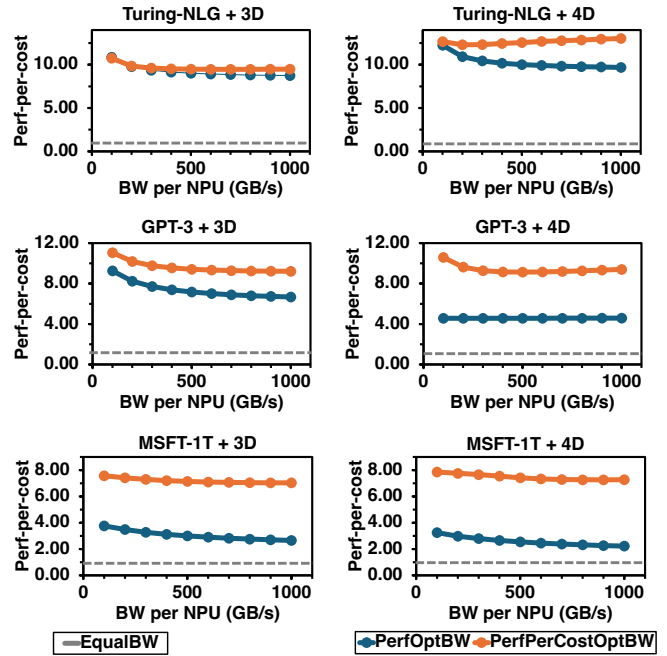 Turing-NLG + 3D
Perf-per-cost
10.00
5.00
0.00
0
500
1000
BW per NPU (GB/s)
Turing-NLG + 4D
Perf-per-cost
10.00
5.00
0.00
0
500
1000
BW per NPU (GB/s)
GPT-3 + 3D
Perf-per-cost
12.00
8.00
4.00
0.00
0
500
1000
BW per NPU (GB/s)
GPT-3 + 4D
Perf-per-cost
12.00
8.00
4.00
0.00
0
500
1000
BW per NPU (GB/s)
MSFT-1T + 3D
Perf-per-cost
8.00
6.00
4.00
2.00
0.00
0
500
1000
BW per NPU (GB/s)
MSFT-1T + 4D
Perf-per-cost
8.00
6.00
4.00
2.00
0.00
0
500
1000
BW per NPU (GB/s)
EqualBW
PerfOptBW
PerfPerCostOptBW